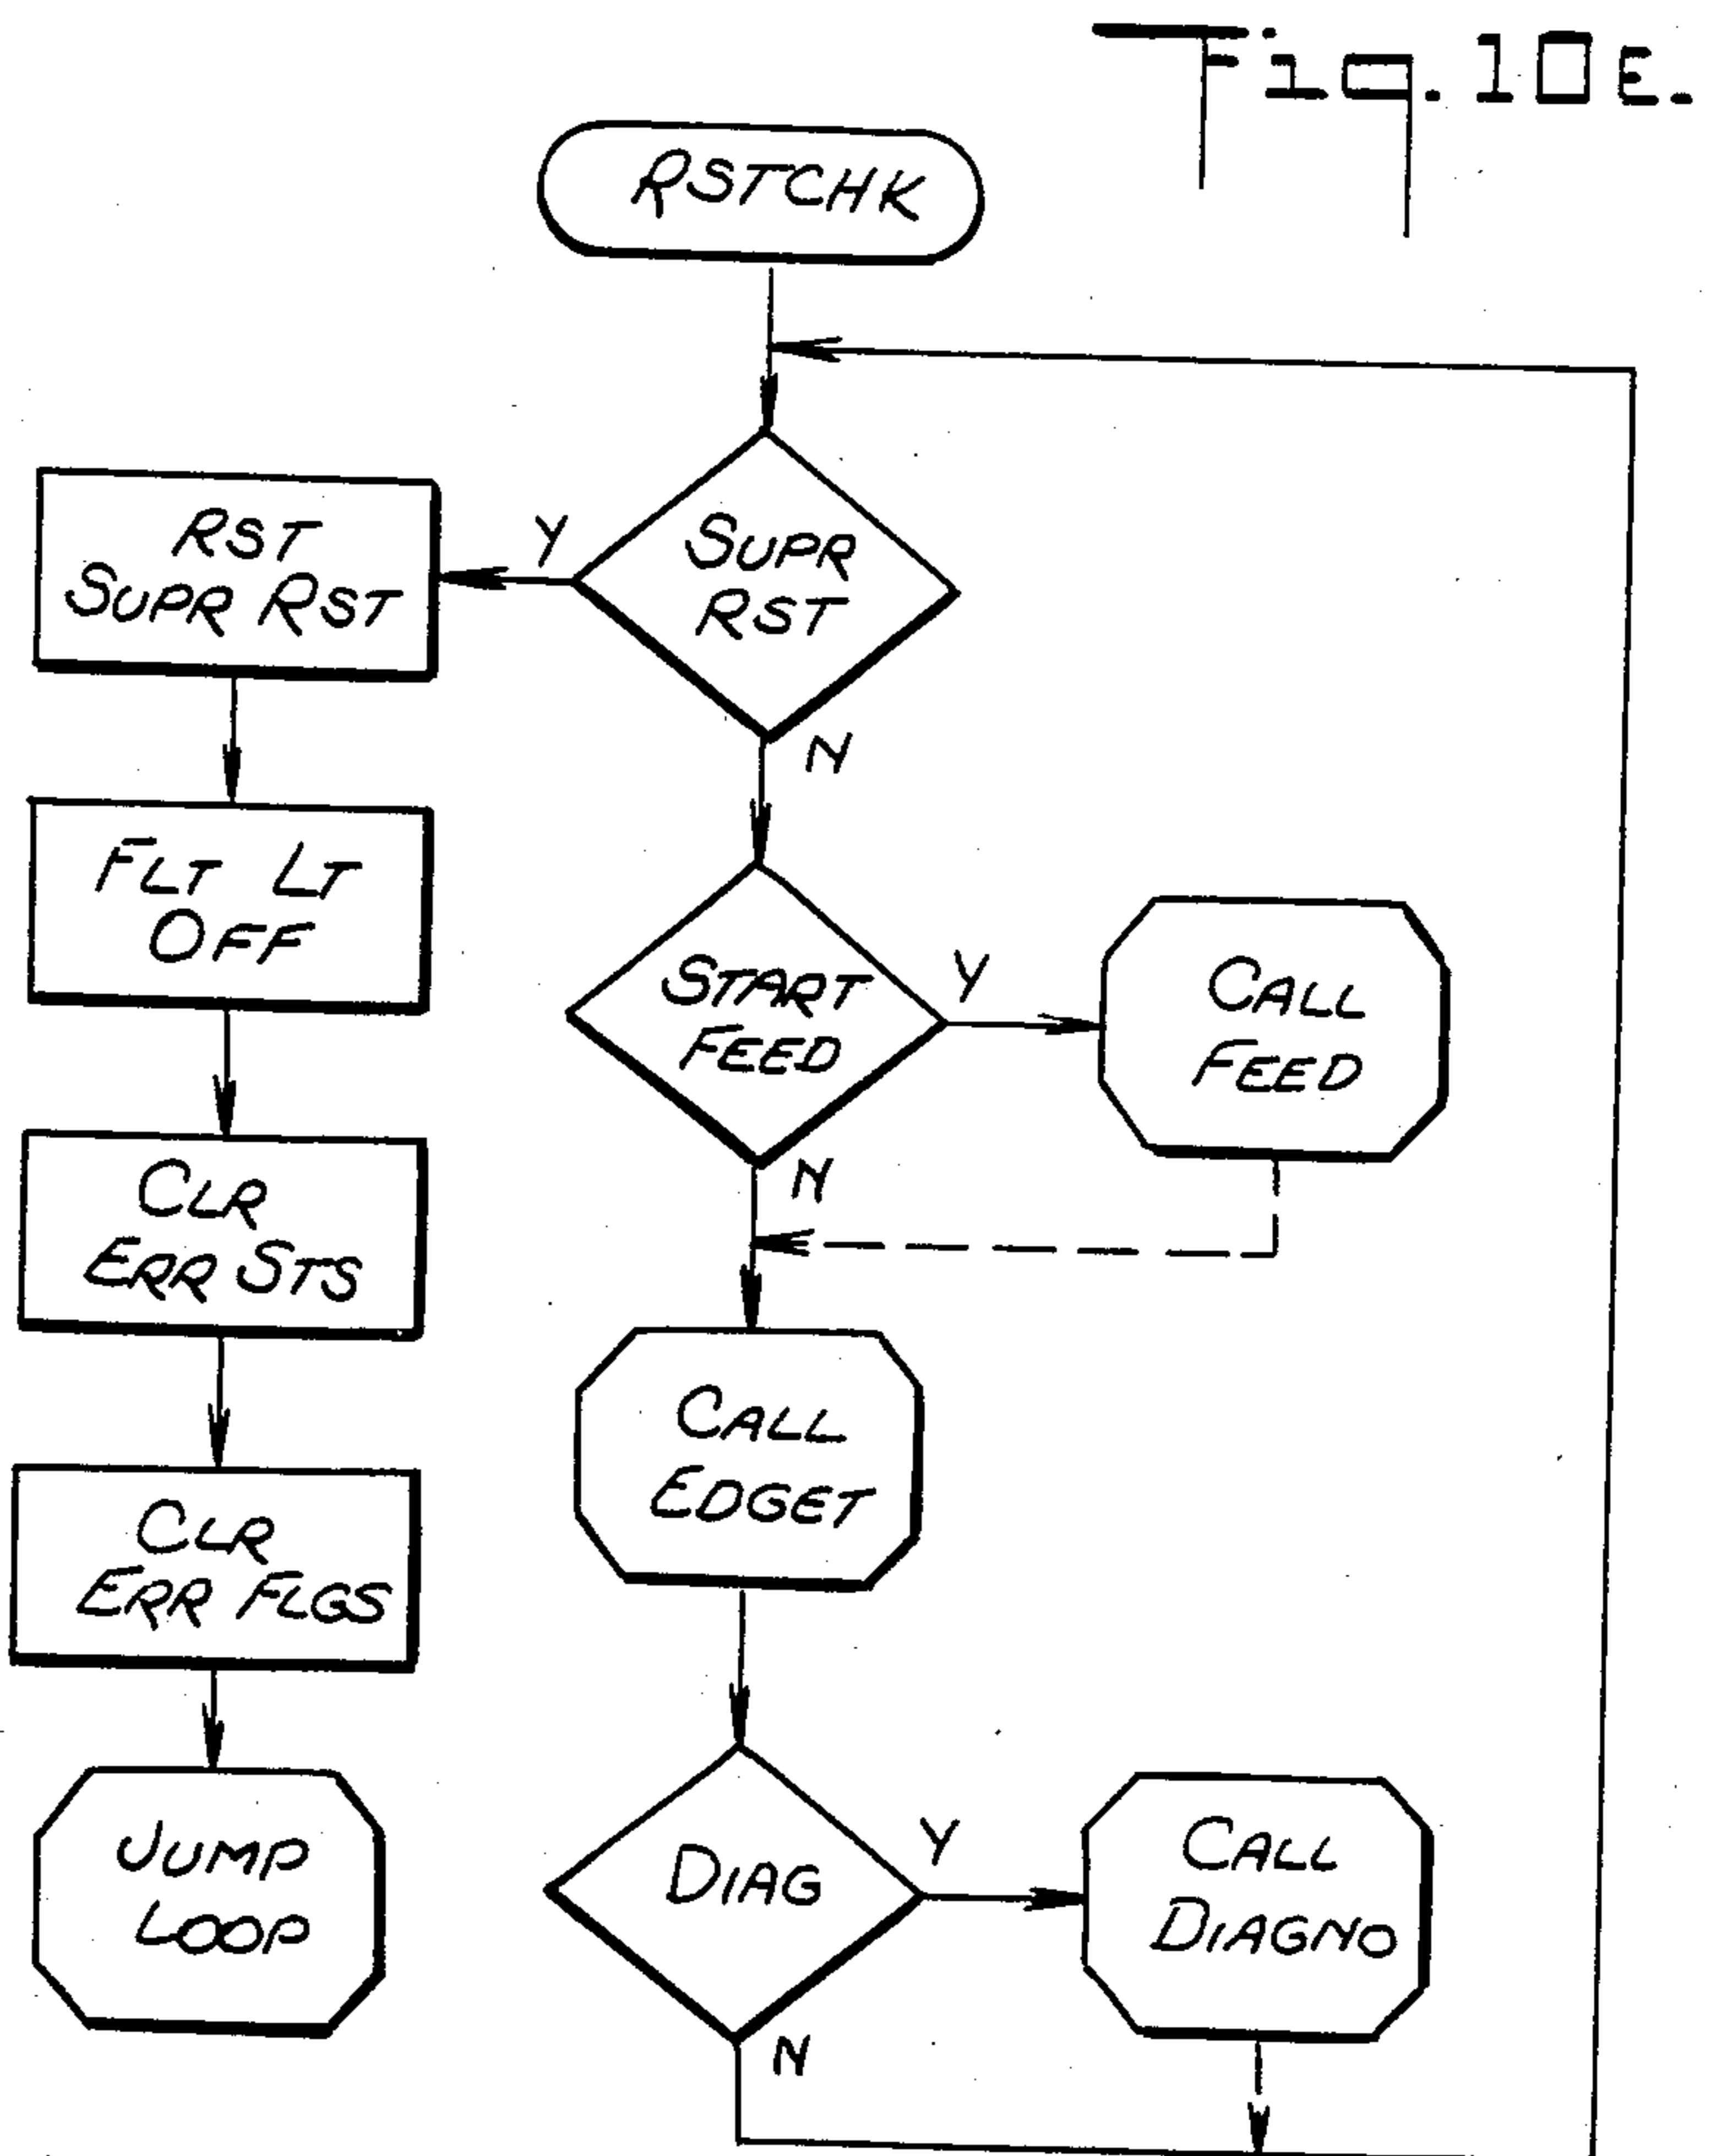 Fig. 10E.
RSTCHK
SUPR
RST
Y
N
RST
SUPR RST
FLT LT
OFF
CLR
ERR STS
CLR
ERR FLGS
JUMP
LOOP
START
FEED
Y
N
CALL
FEED
CALL
EDGET
DIAG
Y
N
CALL
DIAGNO